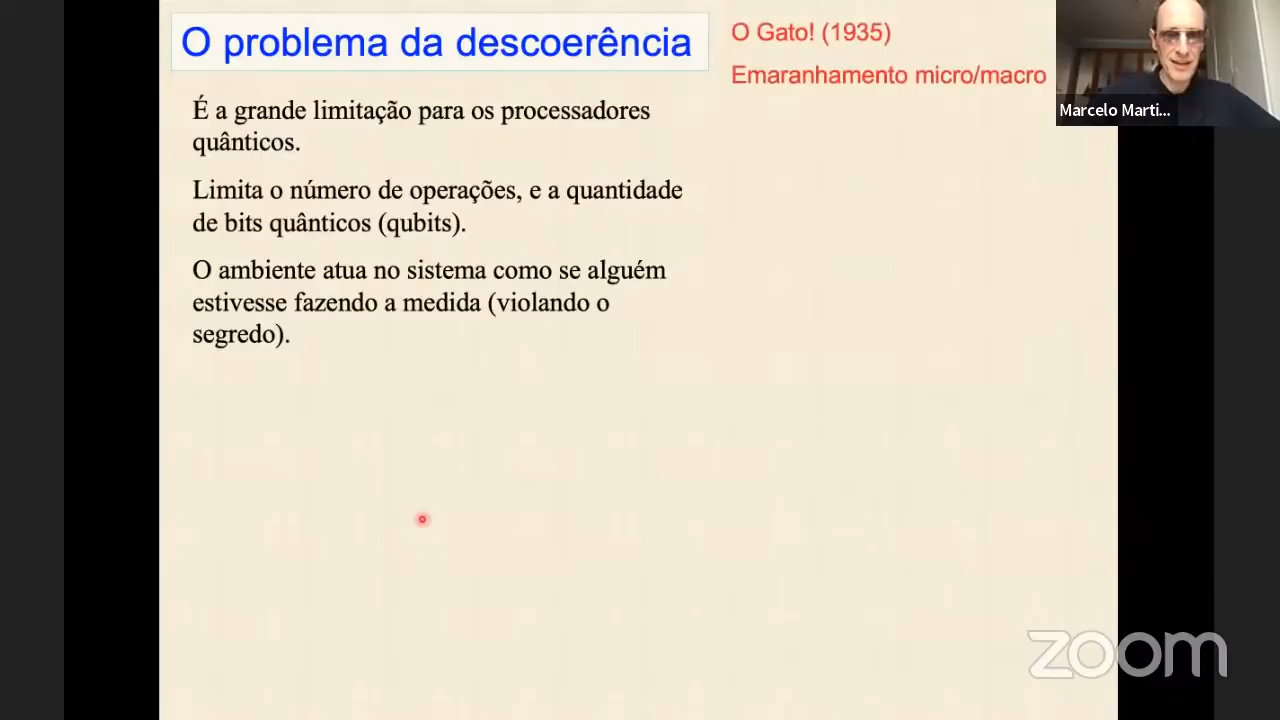 O problema da descoerência
O Gato! (1935)
Emaranhamento micro/macro
É a grande limitação para os processadores
quânticos.
Limita o número de operações, e a quantidade
de bits quânticos (qubits).
O ambiente atua no sistema como se alguém
estivesse fazendo a medida (violando o
segredo).
Marcelo Marti...
zoom